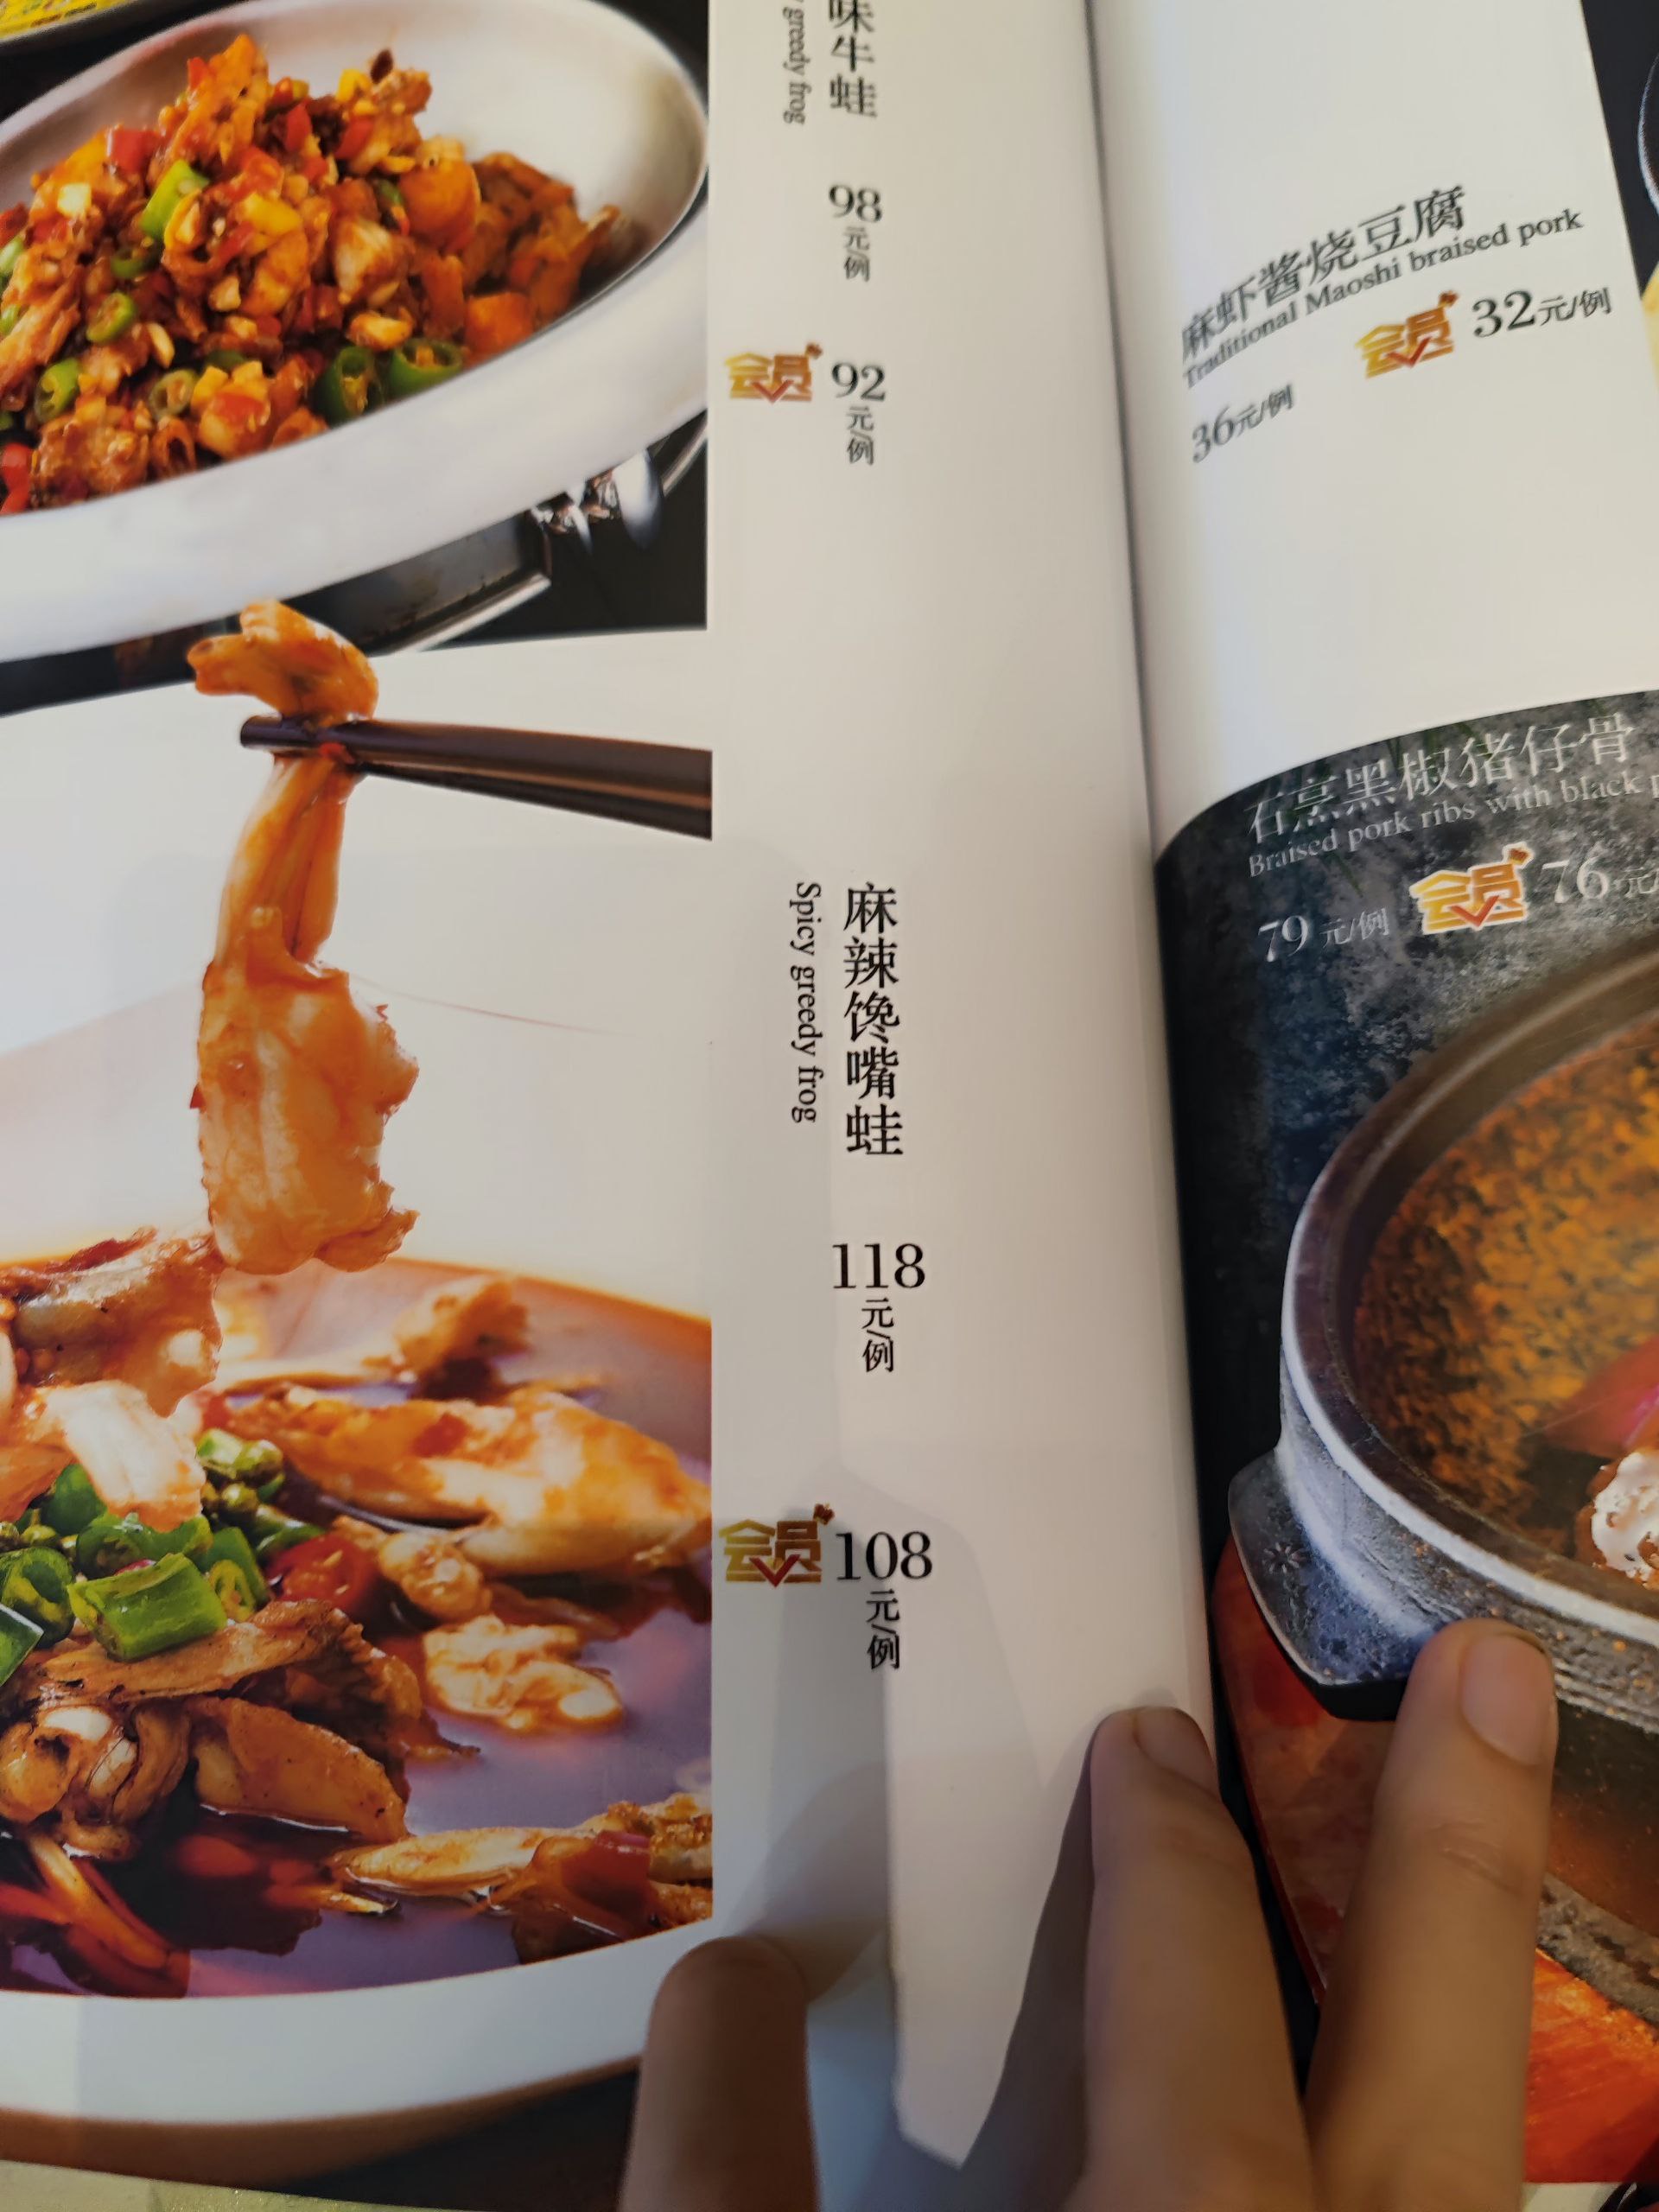 味牛蛙
greedy frog
98
元/例
会员
92
元/例
麻辣馋嘴蛙
Spicy greedy frog
118
元/例
会员
108
元/例
麻虾酱烧豆腐
Traditional Maoshi braised pork
36元/例
会员 32元/例
石烹黑椒猪仔骨
Braised pork ribs with black
79 元/例
会员 76元